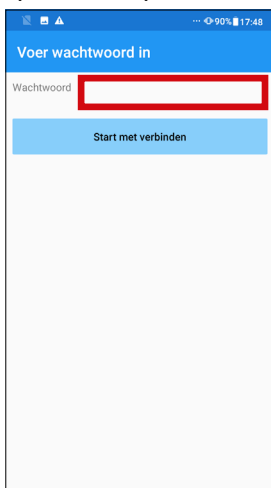 ··· 90% 17:48
Voer wachtwoord in
Wachtwoord
Start met verbinden